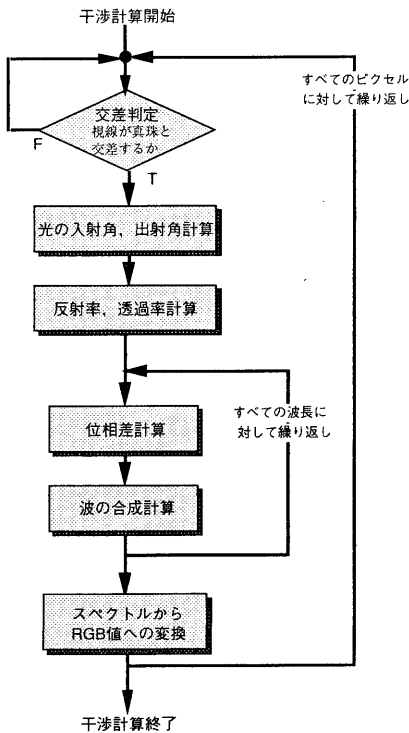 干渉計算開始
すべてのピクセル
に対して繰り返し
交差判定
視線が真珠と
交差するか
F
T
光の入射角、出射角計算
反射率、透過率計算
すべての波長に
対して繰り返し
位相差計算
波の合成計算
スペクトルから
RGB値への変換
干渉計算終了